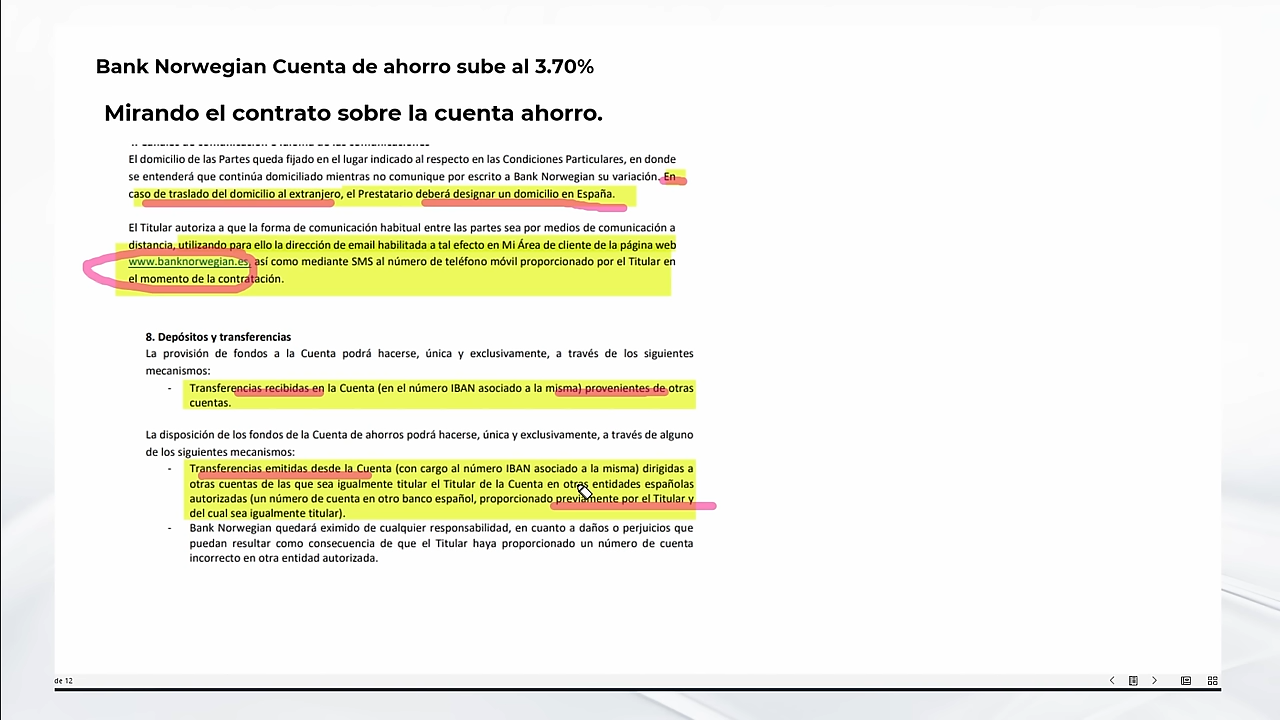 Bank Norwegian Cuenta de ahorro sube al 3.70%
Mirando el contrato sobre la cuenta ahorro.
El domicilio de las Partes queda fijado en el lugar indicado al respecto en las Condiciones Particulares, en donde
se entenderá que continúa domiciliado mientras no comunique por escrito a Bank Norwegian su variación. En
caso de traslado del domicilio al extranjero, el Prestatario deberá designar un domicilio en España.
El Titular autoriza a que la forma de comunicación habitual entre las partes sea por medios de comunicación a
distancia, utilizando para ello la dirección de email habilitada a tal efecto en Mi Área de cliente de la página web
www.banknorwegian.es, así como mediante SMS al número de teléfono móvil proporcionado por el Titular en
el momento de la contratación.
8. Depósitos y transferencias
La provisión de fondos a la Cuenta podrá hacerse, única y exclusivamente, a través de los siguientes
mecanismos:
- Transferencias recibidas en la Cuenta (en el número IBAN asociado a la misma) provenientes de otras
cuentas.
La disposición de los fondos de la Cuenta de ahorros podrá hacerse, única y exclusivamente, a través de alguno
de los siguientes mecanismos:
- Transferencias emitidas desde la Cuenta (con cargo al número IBAN asociado a la misma) dirigidas a
otras cuentas de las que sea igualmente titular el Titular de la Cuenta en otras entidades españolas
autorizadas (un número de cuenta en otro banco español, proporcionado previamente por el Titular y
del cual sea igualmente titular).
- Bank Norwegian quedará eximido de cualquier responsabilidad, en cuanto a daños o perjuicios que
puedan resultar como consecuencia de que el Titular haya proporcionado un número de cuenta
incorrecto en otra entidad autorizada.
de 12